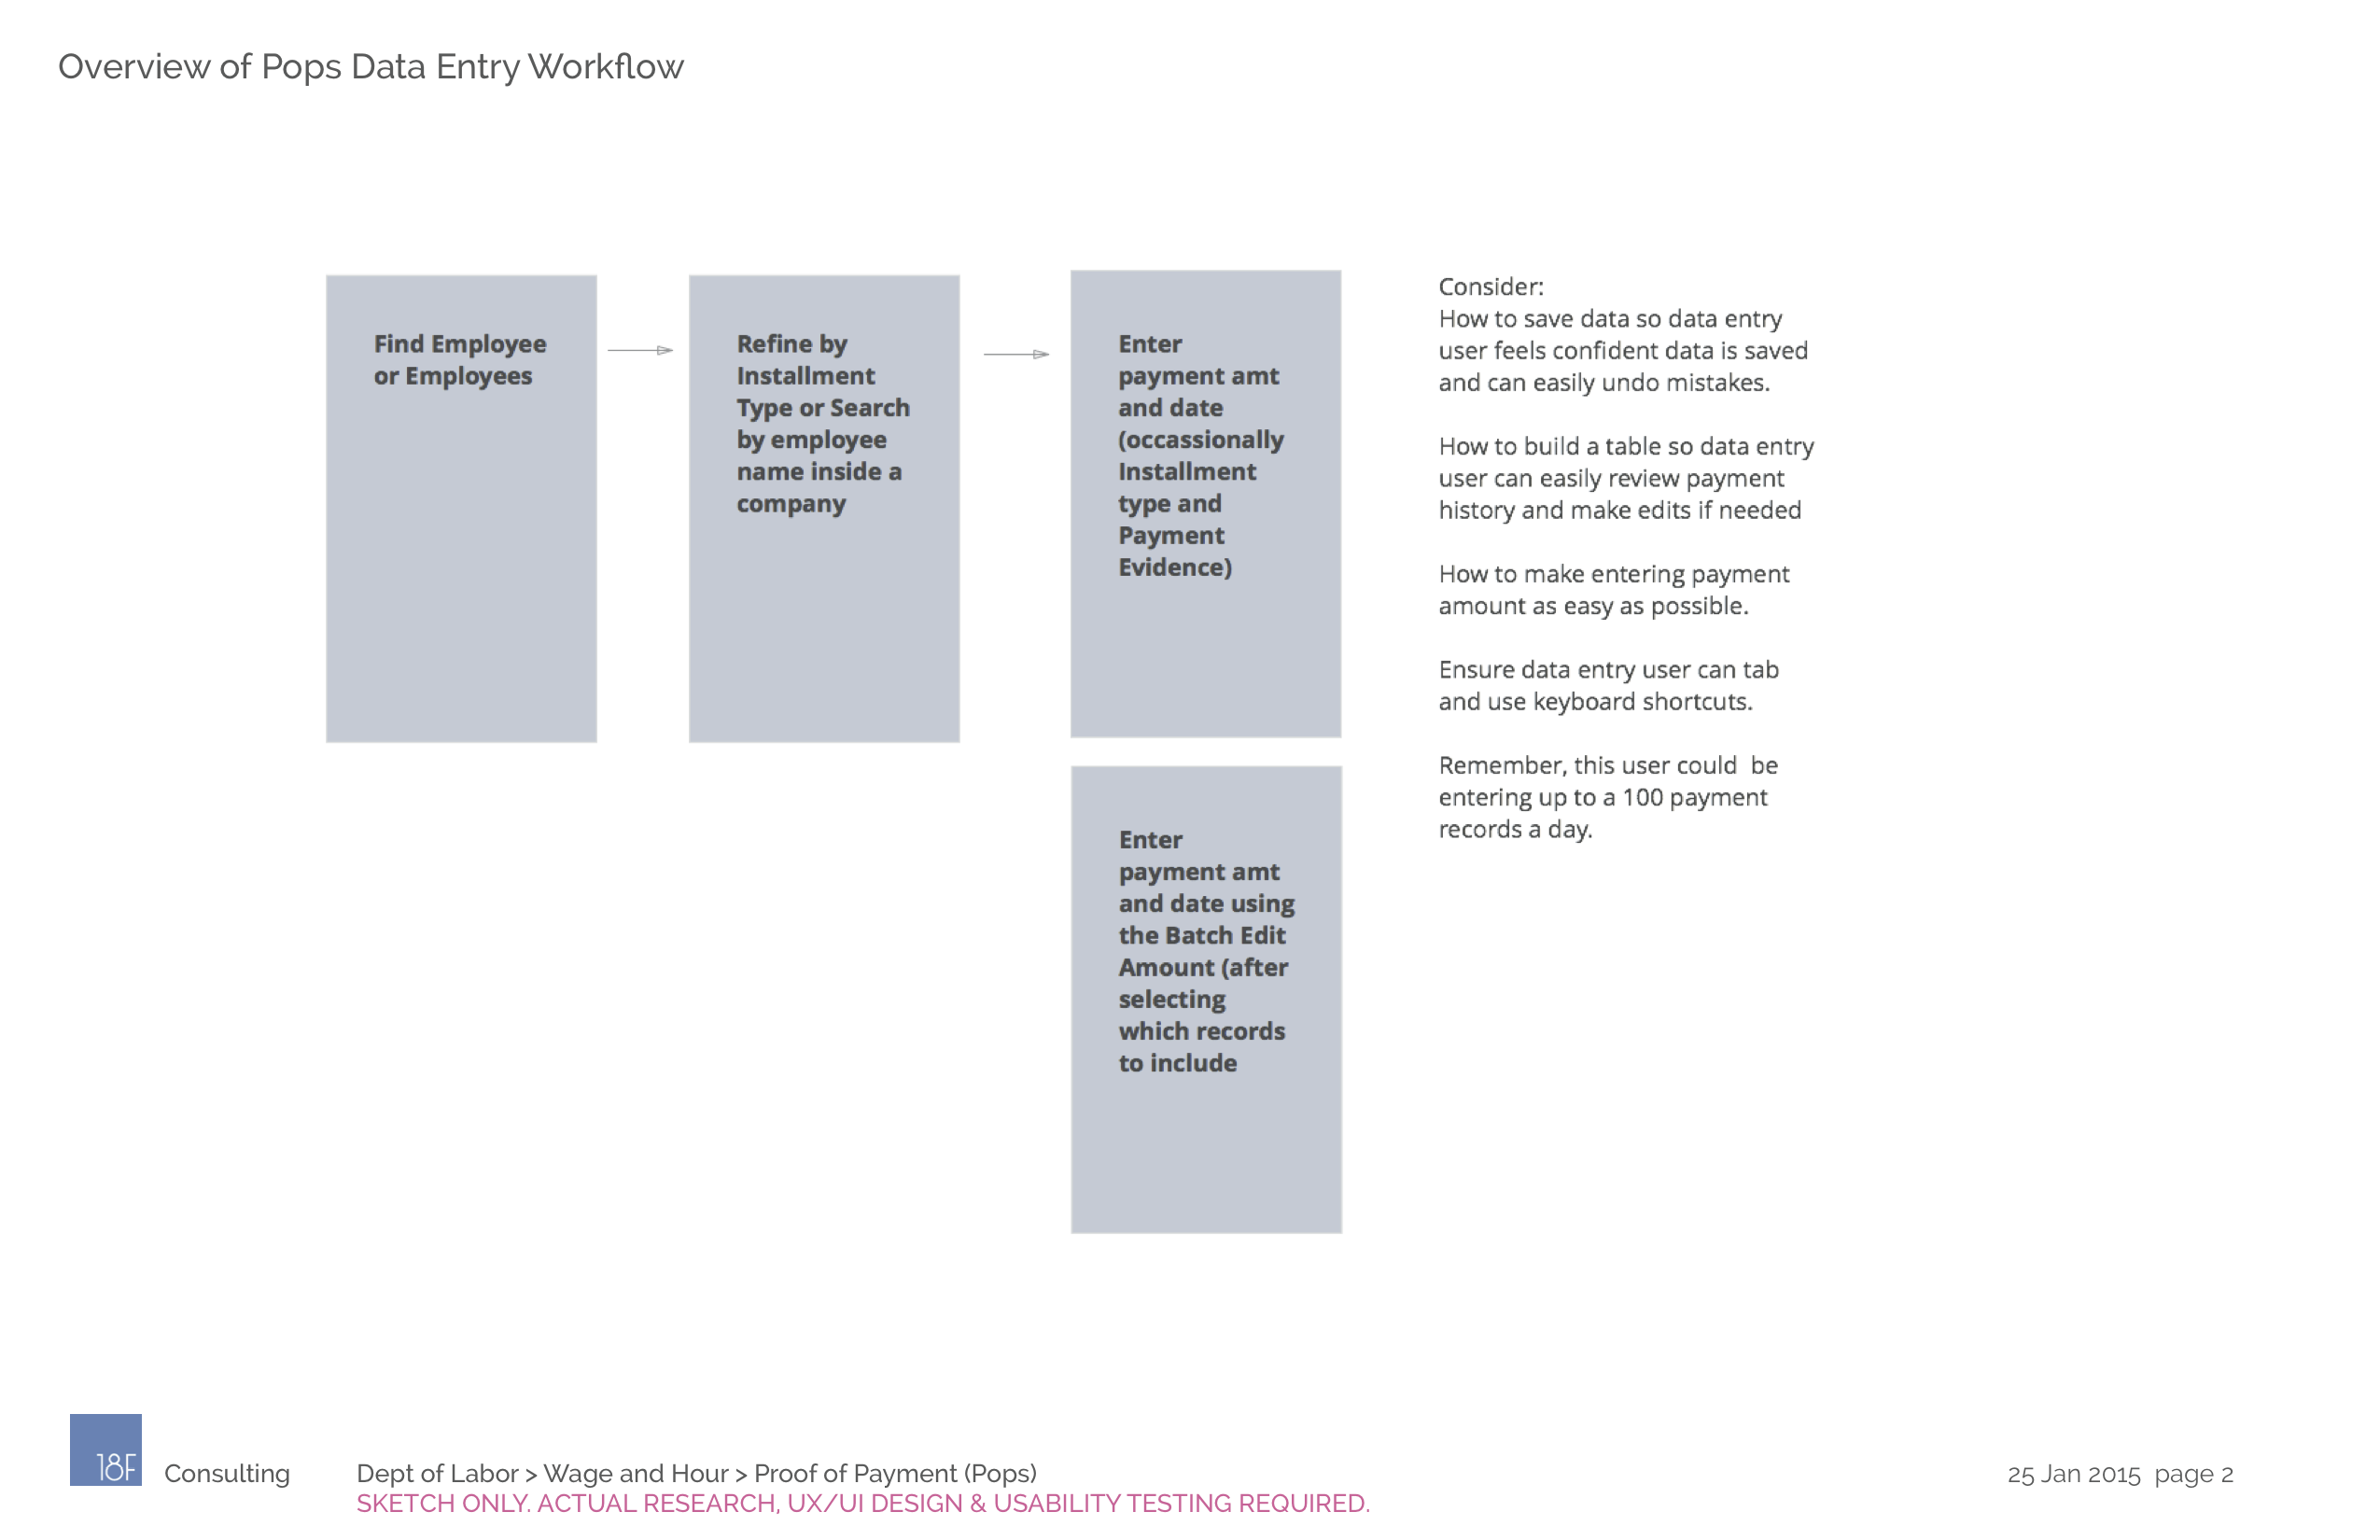 Overview of Pops Data Entry Workflow
Find Employee
or Employees
Refine by
Installment
Type or Search
by employee
name inside a
company
Enter
payment amt
and date
(occassionally
Installment
type and
Payment
Evidence)
Enter
payment amt
and date using
the Batch Edit
Amount (after
selecting
which records
to include
Consider:
How to save data so data entry
user feels confident data is saved
and can easily undo mistakes.
How to build a table so data entry
user can easily review payment
history and make edits if needed
How to make entering payment
amount as easy as possible.
Ensure data entry user can tab
and use keyboard shortcuts.
Remember, this user could  be
entering up to a 100 payment
records a day.
18F
Consulting
Dept of Labor > Wage and Hour > Proof of Payment (Pops)
SKETCH ONLY. ACTUAL RESEARCH, UX/UI DESIGN & USABILITY TESTING REQUIRED.
25 Jan 2015  page 2